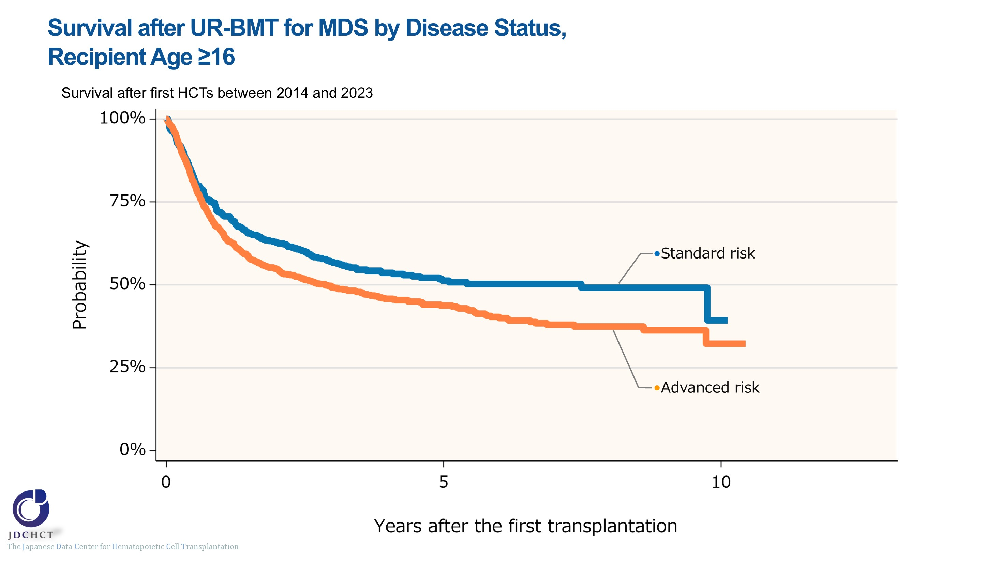 Survival after UR-BMT for MDS by Disease Status,
Recipient Age ≥16
Survival after first HCTs between 2014 and 2023
100%
75%
50%
25%
0%
Probability
Standard risk
Advanced risk
0
5
10
Years after the first transplantation
JDCHCT
The Japanese Data Center for Hematopoietic Cell Transplantation